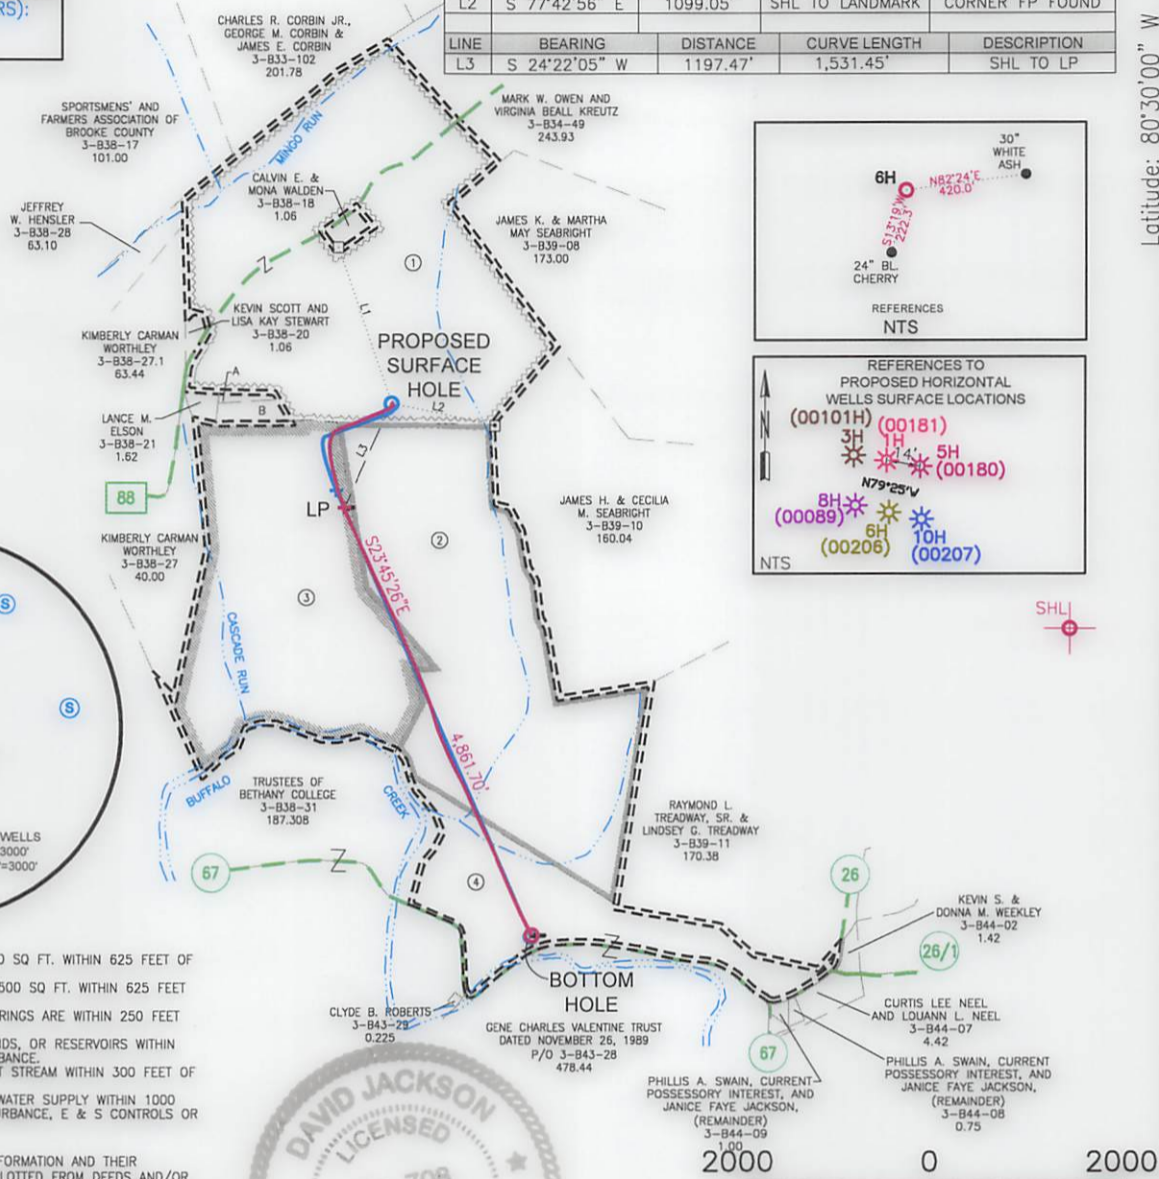 RS):
L2 S 77°42'56" E 1099.05' SHL TO LANDMARK CORNER FP FOUND
LINE BEARING DISTANCE CURVE LENGTH DESCRIPTION
L3 S 24°22'05" W 1197.47' 1,531.45' SHL TO LP
Latitude: 80°30'00" W
CHARLES R. CORBIN JR.,
GEORGE M. CORBIN &
JAMES E. CORBIN
3-B33-102
201.78
SPORTSMENS' AND
FARMERS ASSOCIATION OF
BROOKE COUNTY
3-B38-17
101.00
MINGO RUN
MARK W. OWEN AND
VIRGINIA BEALL KREUTZ
3-B34-49
243.93
CALVIN E. &
MONA WALDEN
3-B38-18
1.06
JEFFREY
W. HENSLER
3-B38-28
63.10
JAMES K. & MARTHA
MAY SEABRIGHT
3-B39-08
173.00
1
Z
L1
KEVIN SCOTT AND
LISA KAY STEWART
3-B38-20
1.06
KIMBERLY CARMAN
WORTHLEY
3-B38-27.1
63.44
PROPOSED
SURFACE
HOLE
A
B
L2
LANCE M.
ELSON
3-B38-21
1.62
L3
88
LP
KIMBERLY CARMAN
WORTHLEY
3-B38-27
40.00
JAMES H. & CECILIA
M. SEABRIGHT
3-B39-10
160.04
2
S23°45'26"E
3
CASCADE RUN
4,861.70'
BUFFALO
CREEK
TRUSTEES OF
BETHANY COLLEGE
3-B38-31
187.308
RAYMOND L.
TREADWAY, SR. &
LINDSEY G. TREADWAY
3-B39-11
170.38
67
Z
4
26
KEVIN S. &
DONNA M. WEEKLEY
3-B44-02
1.42
26/1
Z
BOTTOM
HOLE
CLYDE B. ROBERTS
3-B43-29
0.225
GENE CHARLES VALENTINE TRUST
DATED NOVEMBER 26, 1989
P/O 3-B43-28
478.44
CURTIS LEE NEEL
AND LOUANN L. NEEL
3-B44-07
4.42
67
PHILLIS A. SWAIN, CURRENT
POSSESSORY INTEREST, AND
JANICE FAYE JACKSON,
(REMAINDER)
3-B44-09
1.00
PHILLIS A. SWAIN, CURRENT
POSSESSORY INTEREST, AND
JANICE FAYE JACKSON,
(REMAINDER)
3-B44-08
0.75
30"
WHITE
ASH
6H
N82°24'E
420.0'
S13°19'W
222.3'
24" BL.
CHERRY
REFERENCES
NTS
REFERENCES TO
PROPOSED HORIZONTAL
WELLS SURFACE LOCATIONS
N
(00101H)
3H
(00181)
1H
14'
5H
(00180)
N79°25'W
8H
(00089)
6H
(00206)
10H
(00207)
NTS
SHL
S
S
WELLS
3000'
'=3000'
0 SQ FT. WITHIN 625 FEET OF
500 SQ FT. WITHIN 625 FEET
RINGS ARE WITHIN 250 FEET
NDS, OR RESERVOIRS WITHIN
BANCE.
T STREAM WITHIN 300 FEET OF
WATER SUPPLY WITHIN 1000
URBANCE, E & S CONTROLS OR
FORMATION AND THEIR
LOTTED FROM DEEDS AND/OR
DAVID JACKSON
LICENSED
708
2000 0 2000